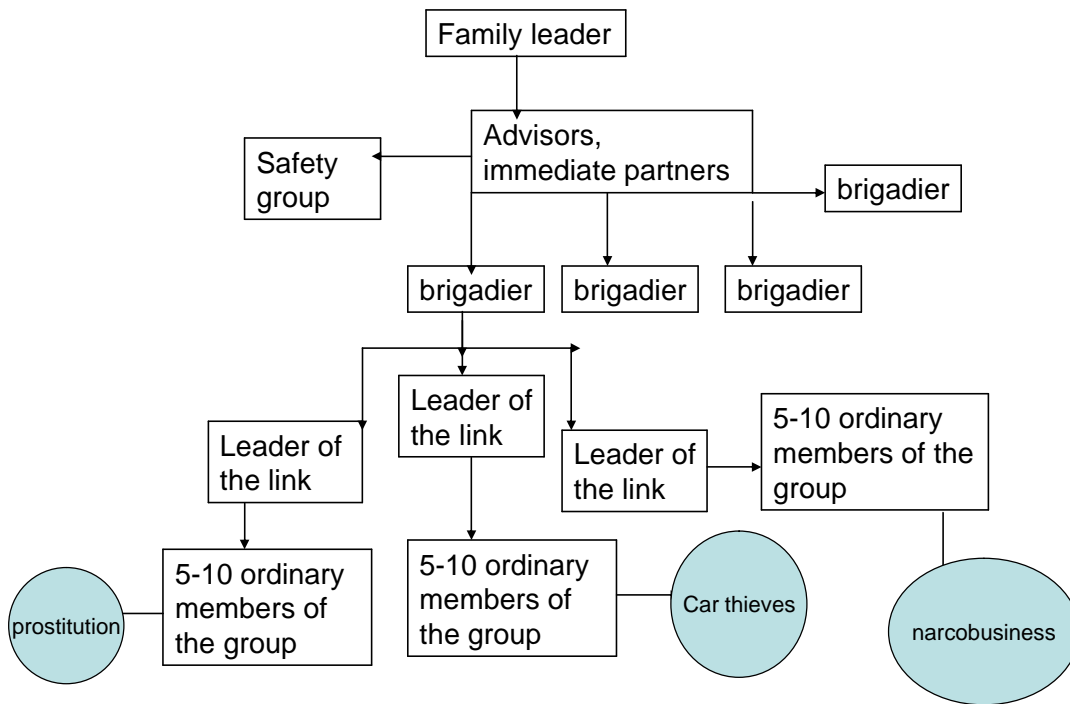 Family leader
Advisors,
immediate partners
Safety
group
brigadier
brigadier
brigadier
brigadier
Leader of
the link
Leader of
the link
Leader of
the link
5-10 ordinary
members of the
group
5-10 ordinary
members of
the group
5-10 ordinary
members of
the group
prostitution
Car thieves
narcobusiness